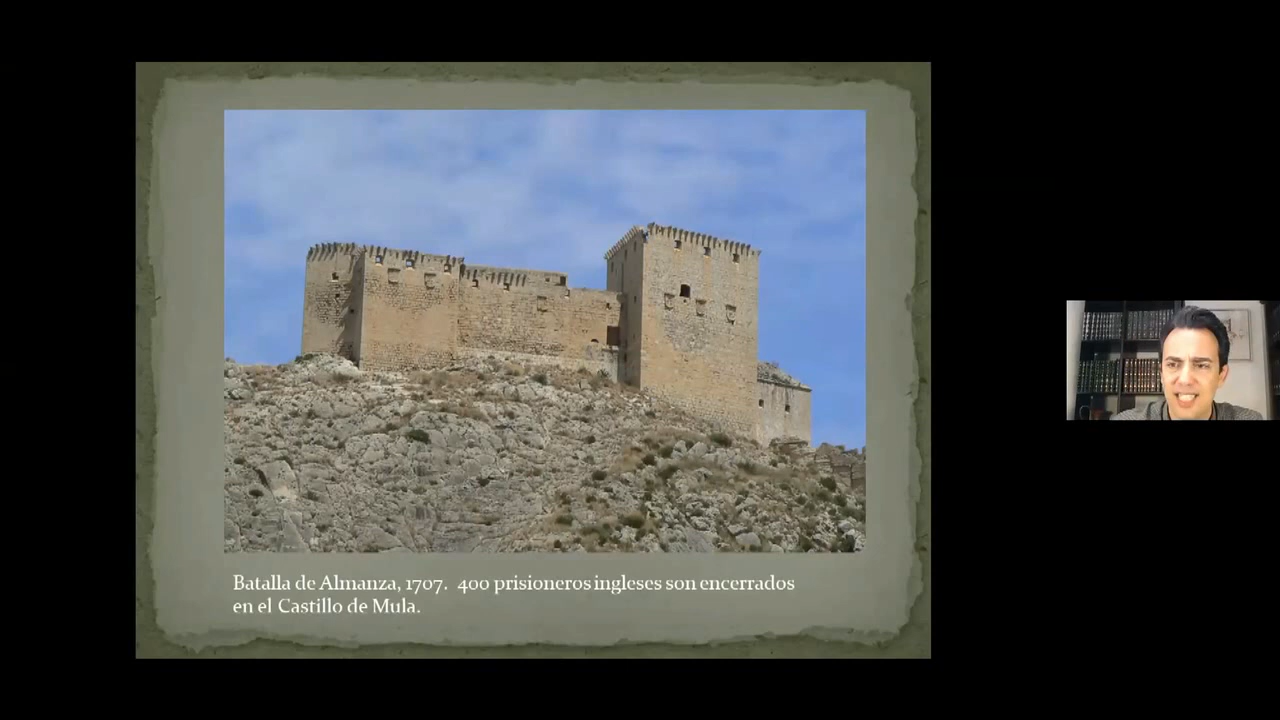 Batalla de Almanza, 1707. 400 prisioneros ingleses son encerrados
en el Castillo de Mula.